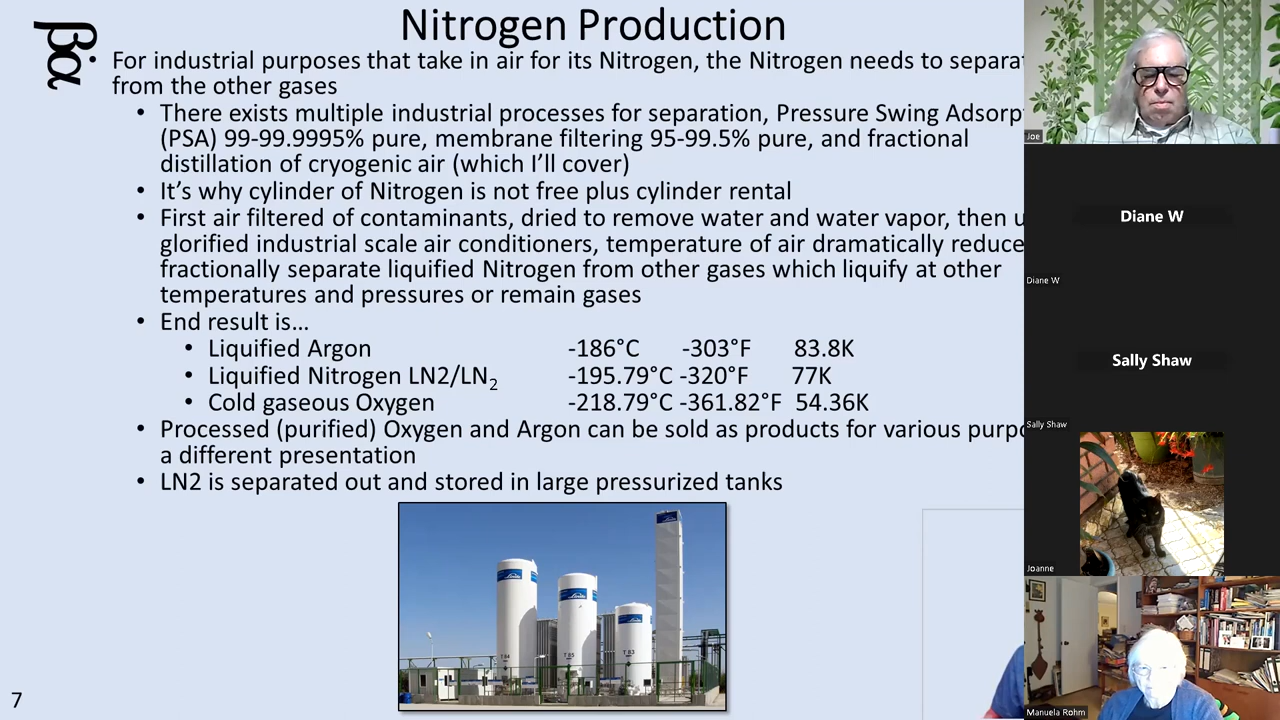 Nitrogen Production
For industrial purposes that take in air for its Nitrogen, the Nitrogen needs to separat
from the other gases
• There exists multiple industrial processes for separation, Pressure Swing Adsorp
(PSA) 99-99.9995% pure, membrane filtering 95-99.5% pure, and fractional
distillation of cryogenic air (which I'll cover)
• It's why cylinder of Nitrogen is not free plus cylinder rental
• First air filtered of contaminants, dried to remove water and water vapor, then u
glorified industrial scale air conditioners, temperature of air dramatically reduce
fractionally separate liquified Nitrogen from other gases which liquify at other
temperatures and pressures or remain gases
• End result is…
• Liquified Argon -186°C -303°F 83.8K
• Liquified Nitrogen LN2/LN₂ -195.79°C -320°F 77K
• Cold gaseous Oxygen -218.79°C -361.82°F 54.36K
• Processed (purified) Oxygen and Argon can be sold as products for various purpo
a different presentation
• LN2 is separated out and stored in large pressurized tanks
7
Joe
Diane W
Diane W
Sally Shaw
Sally Shaw
Joanne
Manuela Rohm